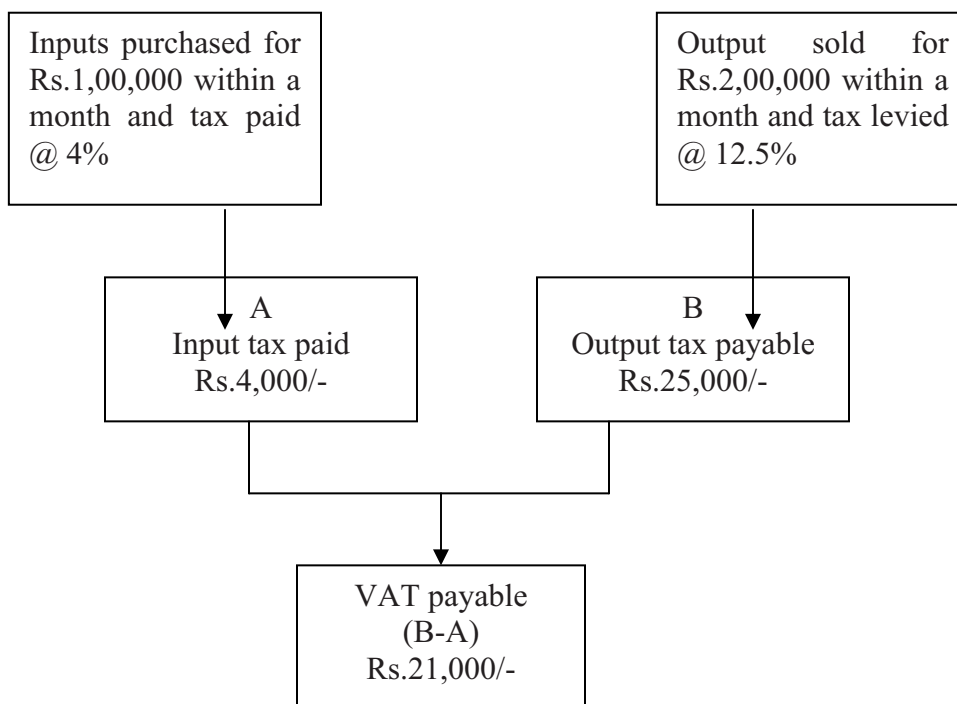 Inputs purchased for
Rs.1,00,000 within a
month and tax paid
@ 4%
Output sold for
Rs.2,00,000 within a
month and tax levied
@ 12.5%
A
Input tax paid
Rs.4,000/-
B
Output tax payable
Rs.25,000/-
VAT payable
(B-A)
Rs.21,000/-